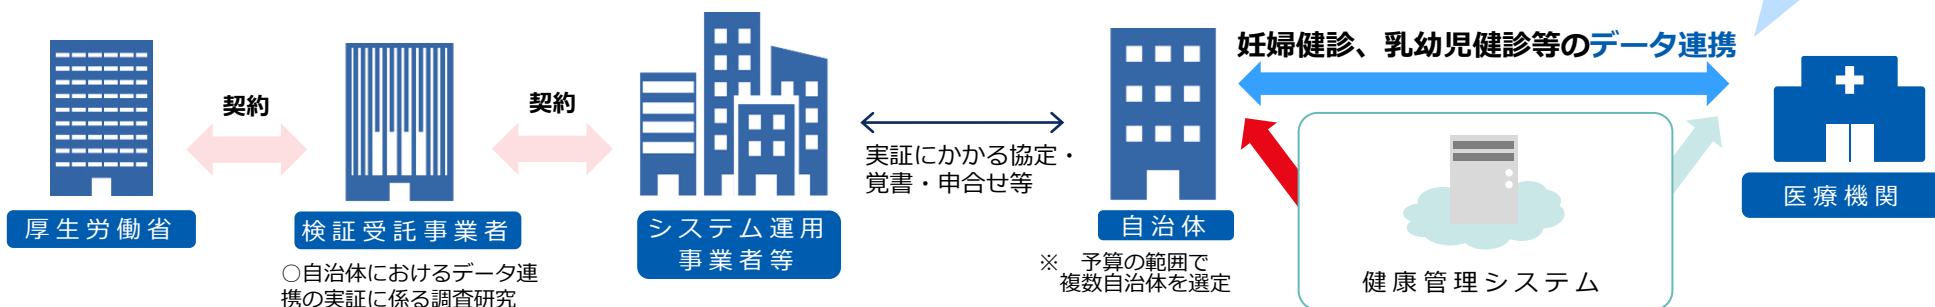 妊婦健診、乳幼児健診等のデータ連携
契約
契約
実証にかかる協定・
覚書・申合せ等
厚生労働省
検証受託事業者
システム運用
事業者等
自治体
医療機関
○自治体におけるデータ連
携の実証に係る調査研究
※　予算の範囲で
複数自治体を選定
健康管理システム